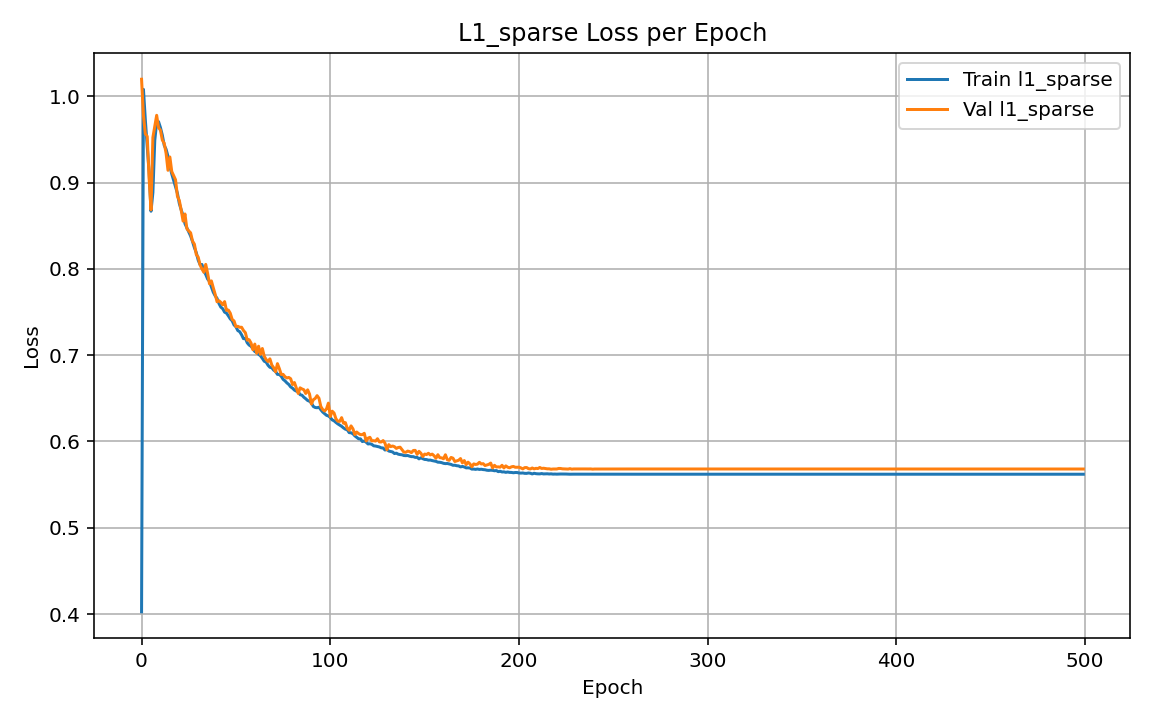 L1_sparse Loss per Epoch
Train l1_sparse
Val l1_sparse
Loss
1.0
0.9
0.8
0.7
0.6
0.5
0.4
0 100 200 300 400 500
Epoch